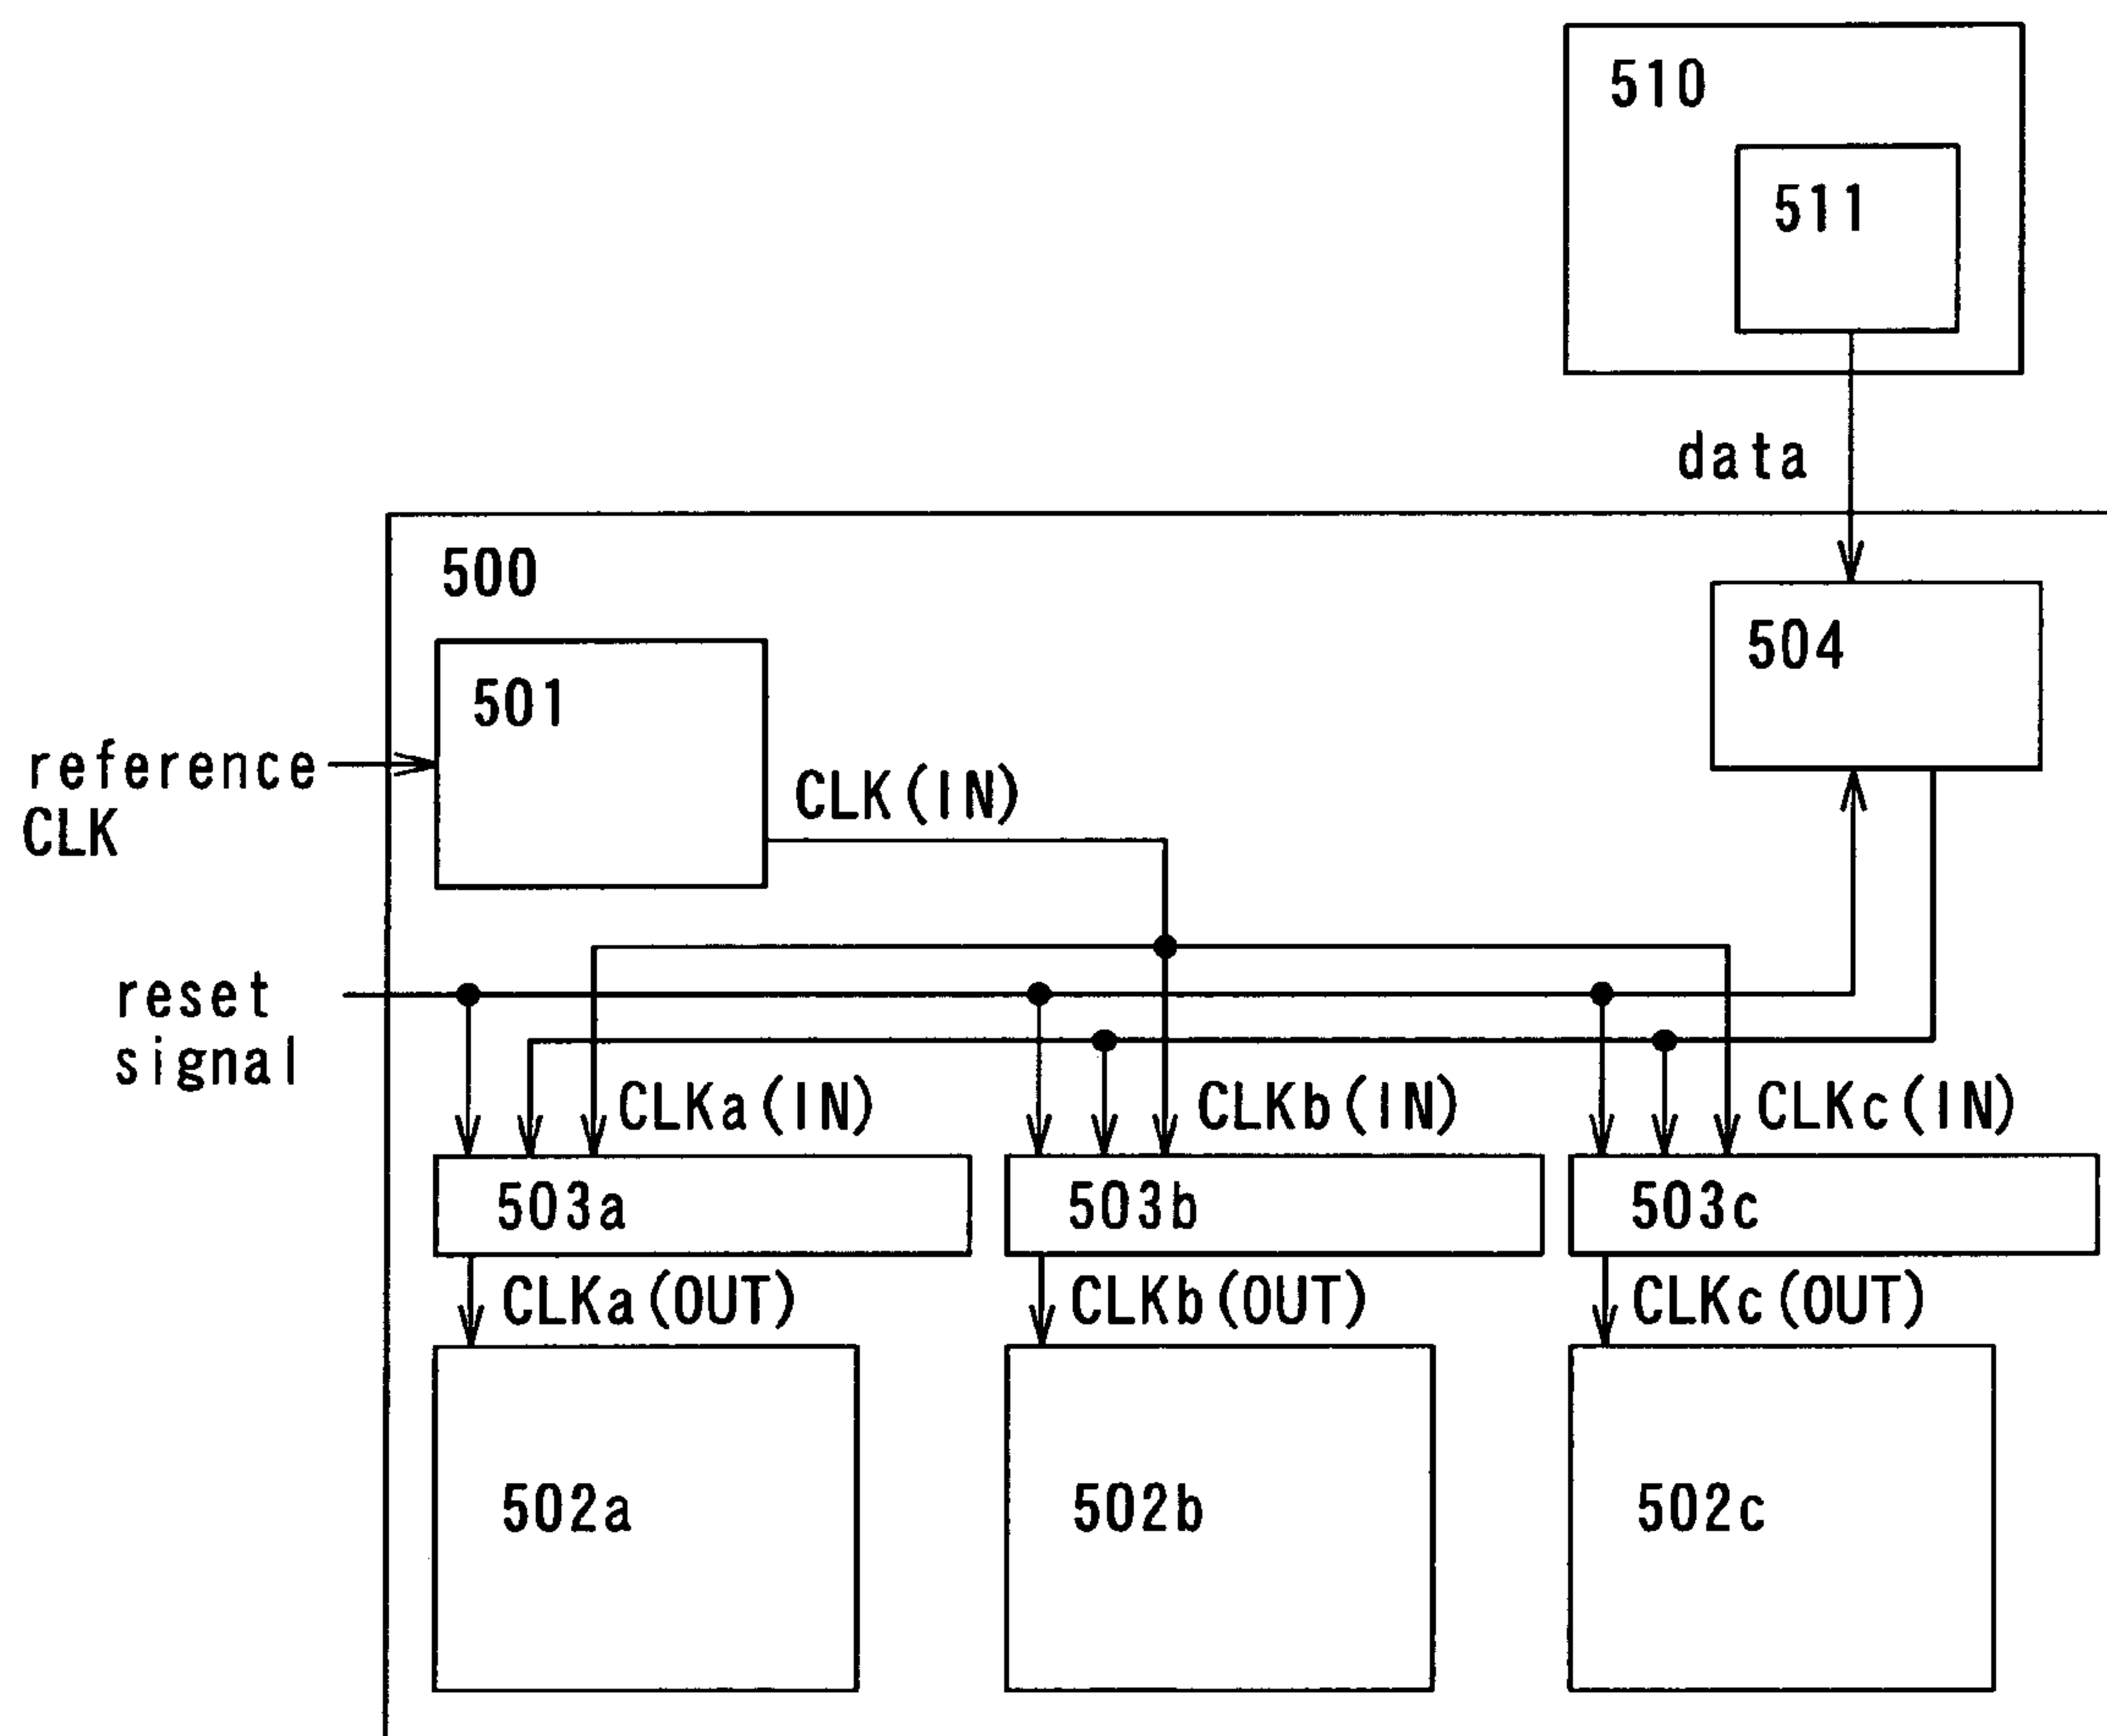 510
511
data
500
504
501
reference
CLK
CLK(IN)
reset
signal
CLKa(IN)
CLKb(IN)
CLKc(IN)
503a
503b
503c
CLKa(OUT)
CLKb(OUT)
CLKc(OUT)
502a
502b
502c